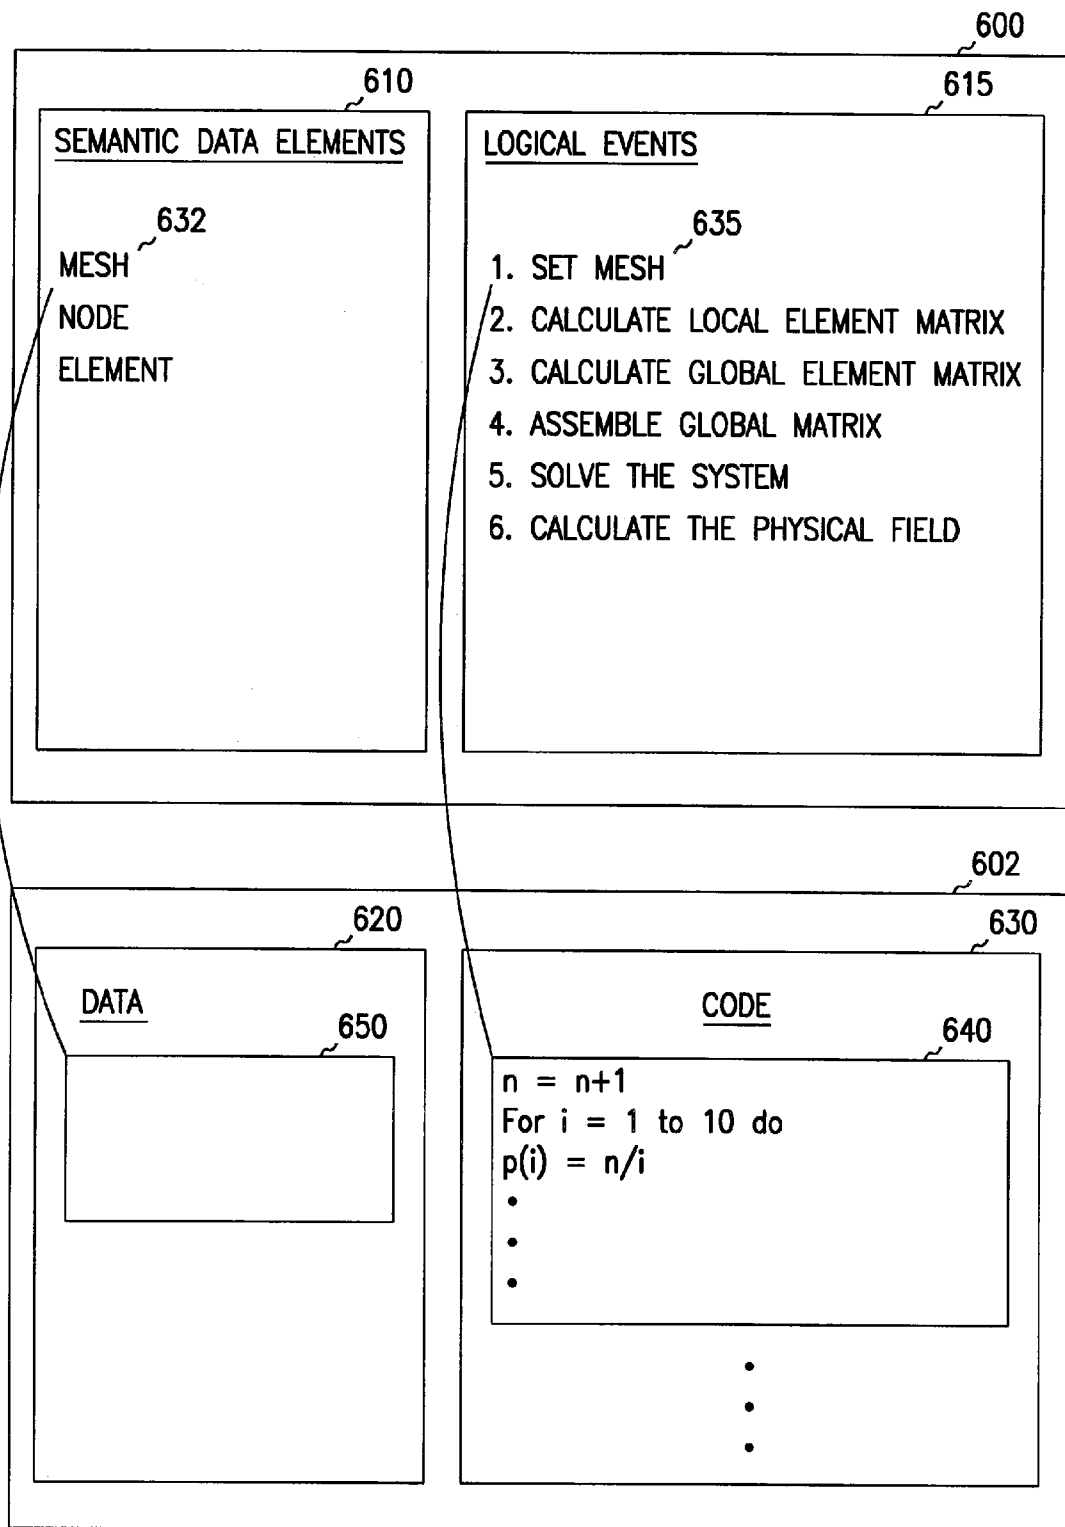 600
610
615
SEMANTIC DATA ELEMENTS
LOGICAL EVENTS
632
635
MESH
NODE
ELEMENT
1. SET MESH
2. CALCULATE LOCAL ELEMENT MATRIX
3. CALCULATE GLOBAL ELEMENT MATRIX
4. ASSEMBLE GLOBAL MATRIX
5. SOLVE THE SYSTEM
6. CALCULATE THE PHYSICAL FIELD
602
620
630
DATA
CODE
650
640
n = n+1
For i = 1 to 10 do
p(i) = n/i